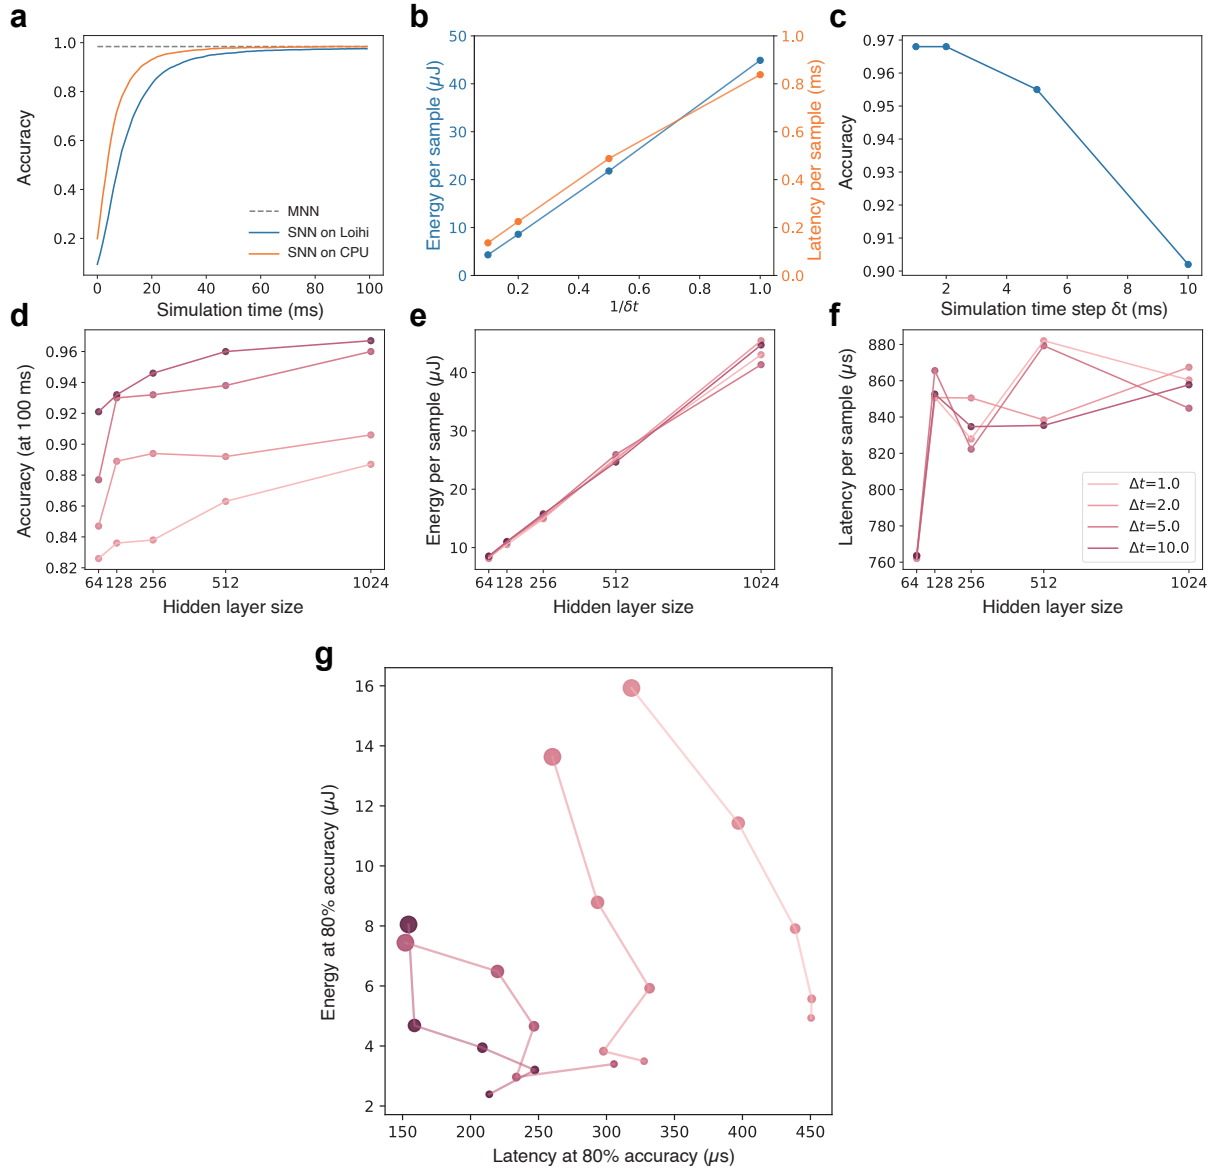 a
1.0
0.8
0.6
0.4
0.2
Accuracy
MNN
SNN on Loihi
SNN on CPU
0 20 40 60 80 100
Simulation time (ms)
b
50
40
30
20
10
0
Energy per sample (µJ)
1.0
0.8
0.6
0.4
0.2
0.0
Latency per sample (ms)
0.2 0.4 0.6 0.8 1.0
1/δt
c
0.97
0.96
0.95
0.94
0.93
0.92
0.91
0.90
Accuracy
2 4 6 8 10
Simulation time step δt (ms)
d
0.96
0.94
0.92
0.90
0.88
0.86
0.84
0.82
Accuracy (at 100 ms)
64 128 256 512 1024
Hidden layer size
e
40
30
20
10
Energy per sample (µJ)
64 128 256 512 1024
Hidden layer size
f
880
860
840
820
800
780
760
Latency per sample (µs)
Δt=1.0
Δt=2.0
Δt=5.0
Δt=10.0
64 128 256 512 1024
Hidden layer size
g
16
14
12
10
8
6
4
2
Energy at 80% accuracy (µJ)
150 200 250 300 350 400 450
Latency at 80% accuracy (µs)